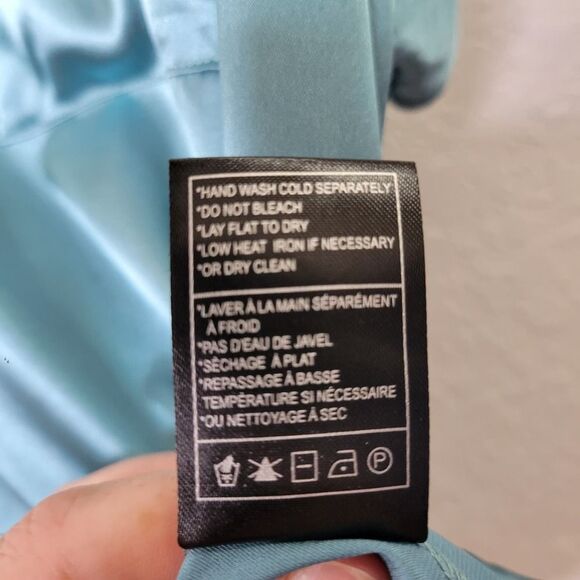 *HAND WASH COLD SEPARATELY
*DO NOT BLEACH
*LAY FLAT TO DRY
*LOW HEAT IRON IF NECESSARY
*OR DRY CLEAN
*LAVER À LA MAIN SÉPARÉMENT
À FROID
*PAS D'EAU DE JAVEL
*SÈCHAGE À PLAT
*REPASSAGE À BASSE
TEMPÉRATURE SI NÉCESSAIRE
*OU NETTOYAGE À SEC
P